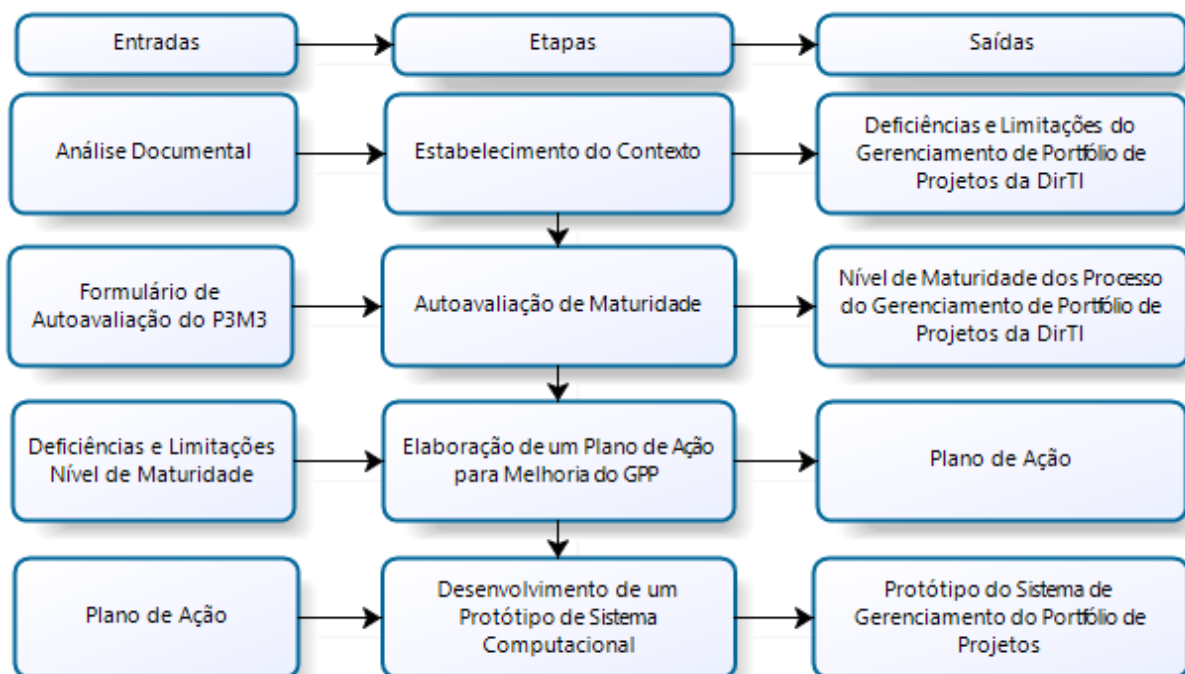 Entradas
Etapas
Saídas
Análise Documental
Estabelecimento do Contexto
Deficiências e Limitações do
Gerenciamento de Portfólio de
Projetos da DirTI
Formulário de
Autoavaliação do P3M3
Autoavaliação de Maturidade
Nível de Maturidade dos Processo
do Gerenciamento de Portfólio de
Projetos da DirTI
Deficiências e Limitações
Nível de Maturidade
Elaboração de um Plano de Ação
para Melhoria do GPP
Plano de Ação
Plano de Ação
Desenvolvimento de um
Protótipo de Sistema
Computacional
Protótipo do Sistema de
Gerenciamento do Portfólio de
Projetos